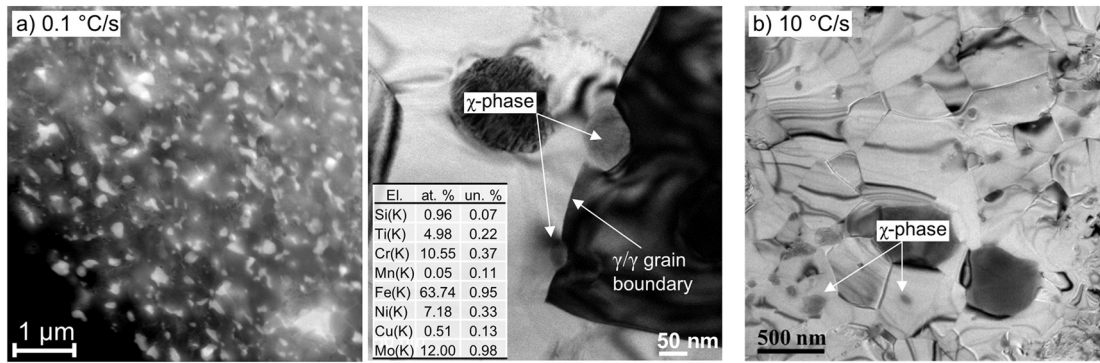 a) 0.1 °C/s
1 μm
χ-phase
El. at. % un. %
Si(K) 0.96 0.07
Ti(K) 4.98 0.22
Cr(K) 10.55 0.37
Mn(K) 0.05 0.11
Fe(K) 63.74 0.95
Ni(K) 7.18 0.33
Cu(K) 0.51 0.13
Mo(K) 12.00 0.98
γ/γ grain
boundary
50 nm
b) 10 °C/s
χ-phase
500 nm